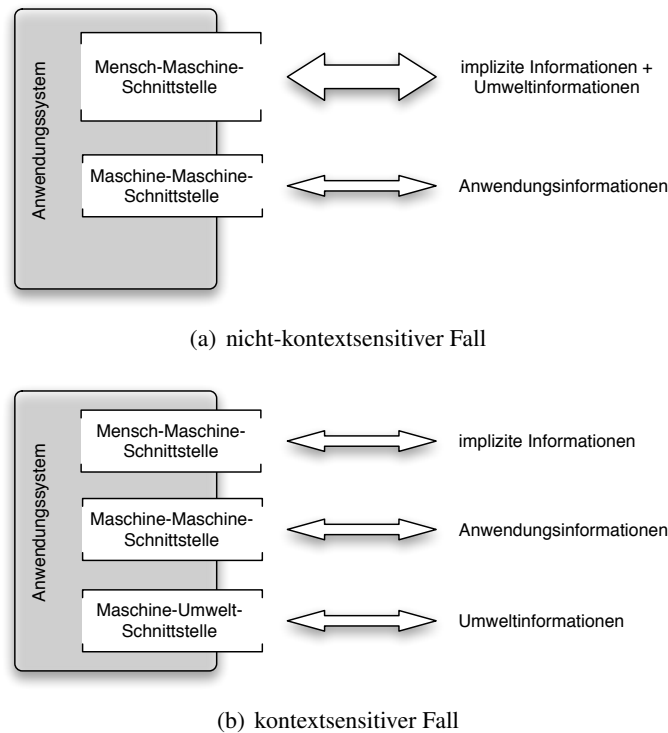 Anwendungssystem
Mensch-Maschine-
Schnittstelle
implizite Informationen +
Umweltinformationen
Maschine-Maschine-
Schnittstelle
Anwendungsinformationen
(a) nicht-kontextsensitiver Fall
Anwendungssystem
Mensch-Maschine-
Schnittstelle
implizite Informationen
Maschine-Maschine-
Schnittstelle
Anwendungsinformationen
Maschine-Umwelt-
Schnittstelle
Umweltinformationen
(b) kontextsensitiver Fall